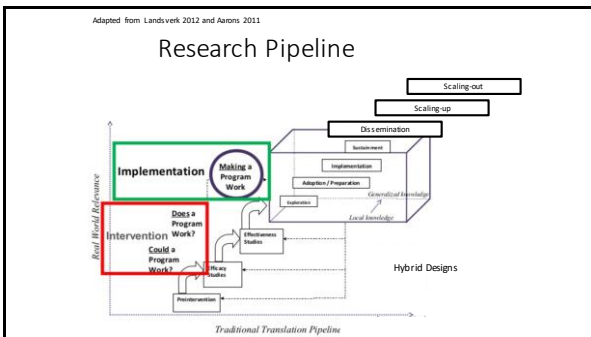 Adapted from Landsverk 2012 and Aarons 2011
Research Pipeline
Scaling-out
Scaling-up
Dissemination
Sustainment
Implementation
Adoption / Preparation
Exploration
Generalized knowledge
Local knowledge
Implementation
Making a
Program
Work
Real World Relevance
Intervention
Does a
Program
Work?
Could a
Program
Work?
Effectiveness
Studies
Efficacy
Studies
Preintervention
Hybrid Designs
Traditional Translation Pipeline